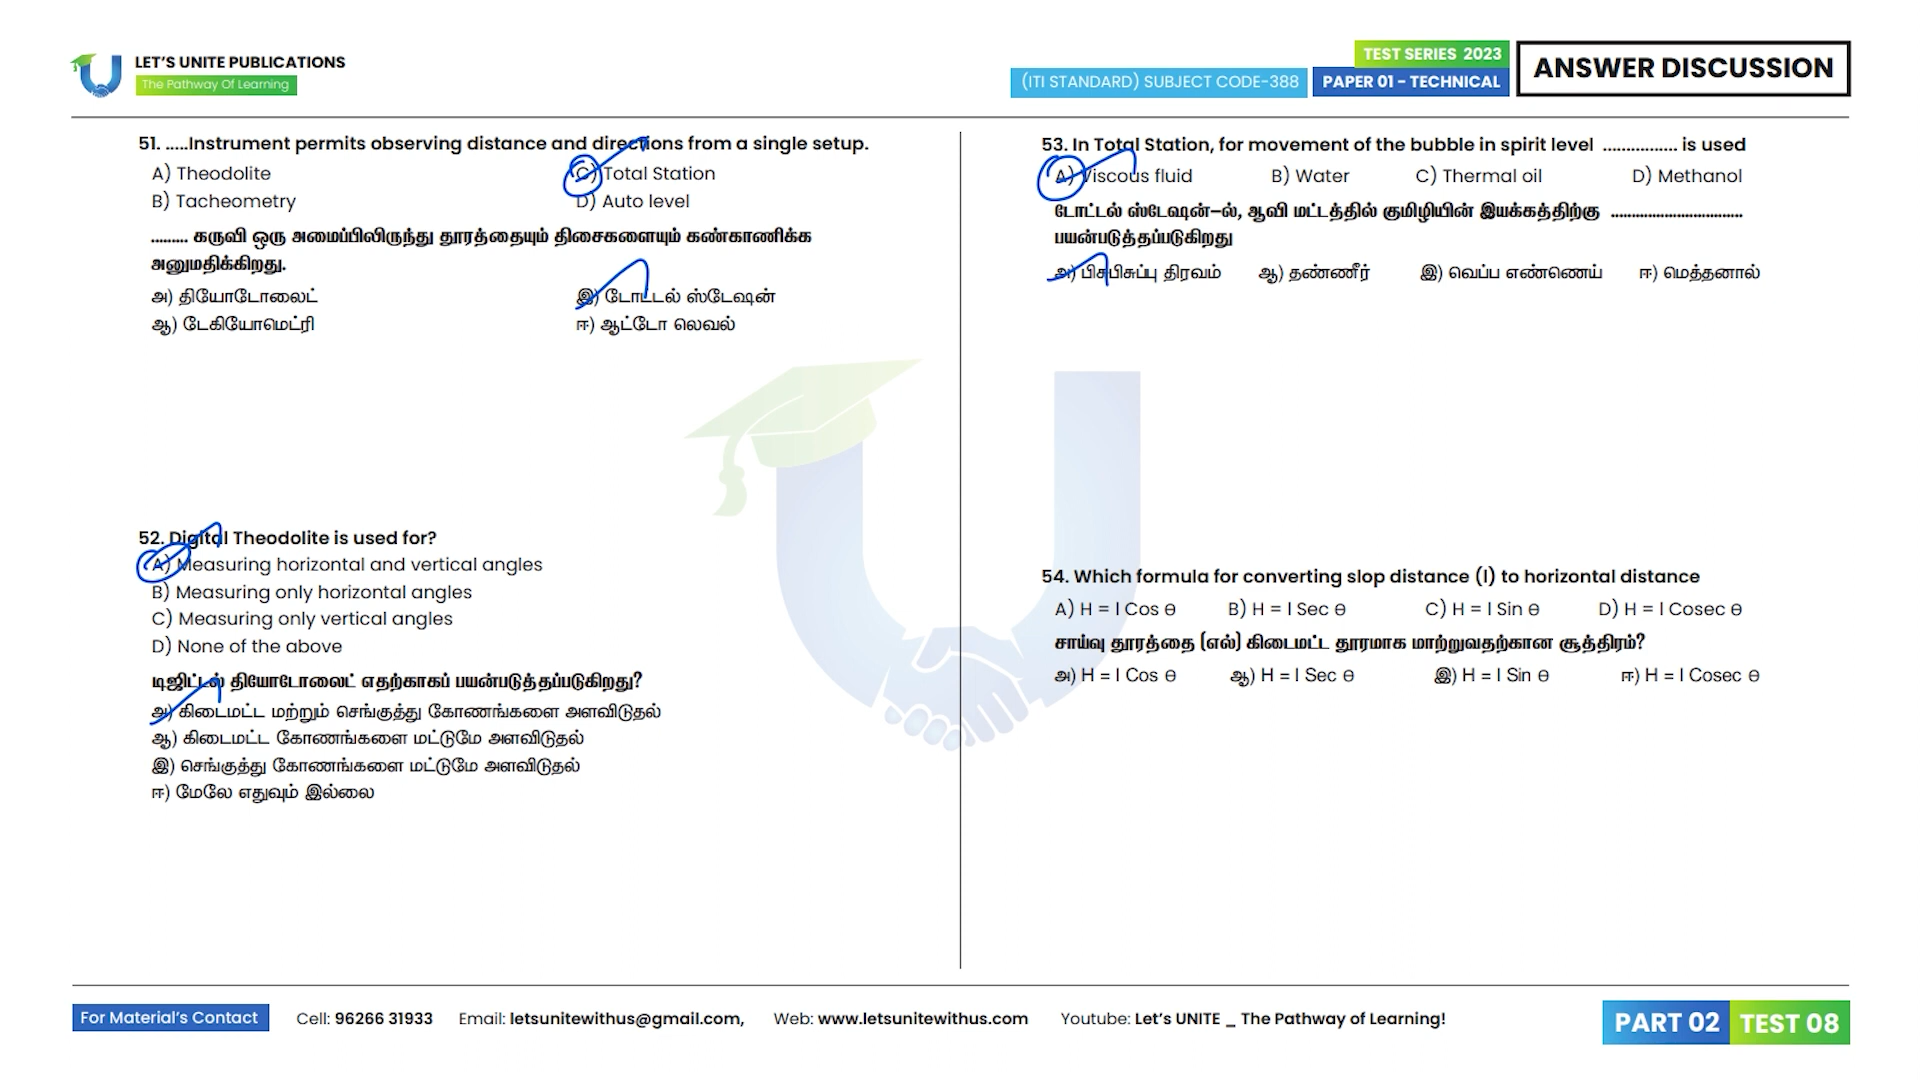 LET'S UNITE PUBLICATIONS
The Pathway Of Learning
TEST SERIES 2023
(ITI STANDARD) SUBJECT CODE-388
PAPER 01 - TECHNICAL
ANSWER DISCUSSION
51. .....Instrument permits observing distance and directions from a single setup.
A) Theodolite
C) Total Station
B) Tacheometry
D) Auto level
......... கருவி ஒரு அமைப்பிலிருந்து தூரத்தையும் திசைகளையும் கண்காணிக்க
அனுமதிக்கிறது.
அ) தியோடோலைட்
இ) டோட்டல் ஸ்டேஷன்
ஆ) டேகியோமெட்ரி
ஈ) ஆட்டோ லெவல்
52. Digital Theodolite is used for?
A) Measuring horizontal and vertical angles
B) Measuring only horizontal angles
C) Measuring only vertical angles
D) None of the above
டிஜிட்டல் தியோடோலைட் எதற்காகப் பயன்படுத்தப்படுகிறது?
அ) கிடைமட்ட மற்றும் செங்குத்து கோணங்களை அளவிடுதல்
ஆ) கிடைமட்ட கோணங்களை மட்டுமே அளவிடுதல்
இ) செங்குத்து கோணங்களை மட்டுமே அளவிடுதல்
ஈ) மேலே எதுவும் இல்லை
53. In Total Station, for movement of the bubble in spirit level ................ is used
A) Viscous fluid B) Water C) Thermal oil D) Methanol
டோட்டல் ஸ்டேஷன்-ல், ஆவி மட்டத்தில் குமிழியின் இயக்கத்திற்கு ................................
பயன்படுத்தப்படுகிறது
அ) பிசுபிசுப்பு திரவம் ஆ) தண்ணீர் இ) வெப்ப எண்ணெய் ஈ) மெத்தனால்
54. Which formula for converting slop distance (l) to horizontal distance
A) H = l Cos ɵ B) H = l Sec ɵ C) H = l Sin ɵ D) H = l Cosec ɵ
சாய்வு தூரத்தை (எல்) கிடைமட்ட தூரமாக மாற்றுவதற்கான சூத்திரம்?
அ) H = l Cos ɵ ஆ) H = l Sec ɵ இ) H = l Sin ɵ ஈ) H = l Cosec ɵ
For Material's Contact
Cell: 96266 31933 Email: letsunitewithus@gmail.com, Web: www.letsunitewithus.com Youtube: Let's UNITE _ The Pathway of Learning!
PART 02
TEST 08